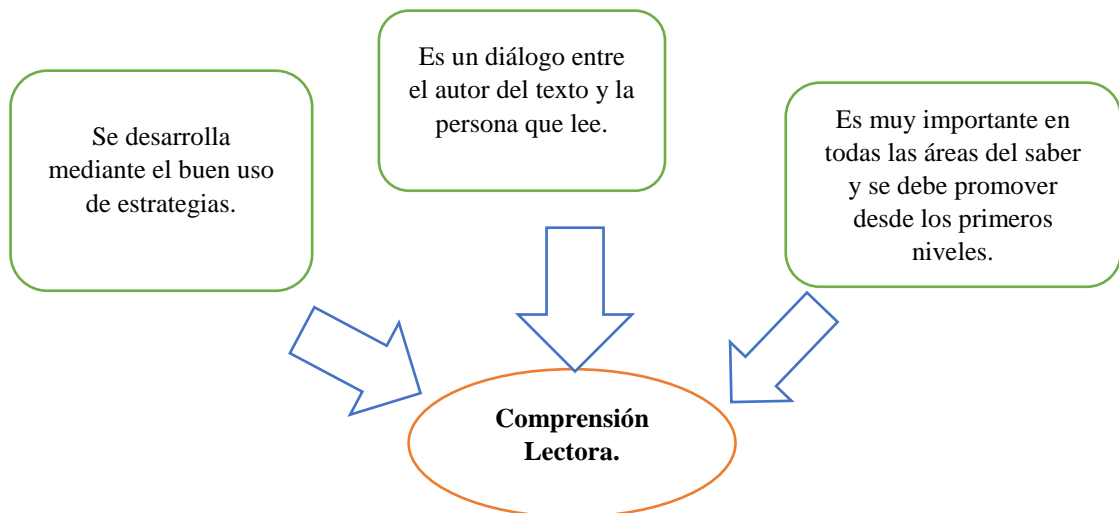 Se desarrolla
mediante el buen uso
de estrategias.
Es un diálogo entre
el autor del texto y la
persona que lee.
Es muy importante en
todas las áreas del saber
y se debe promover
desde los primeros
niveles.
Comprensión
Lectora.